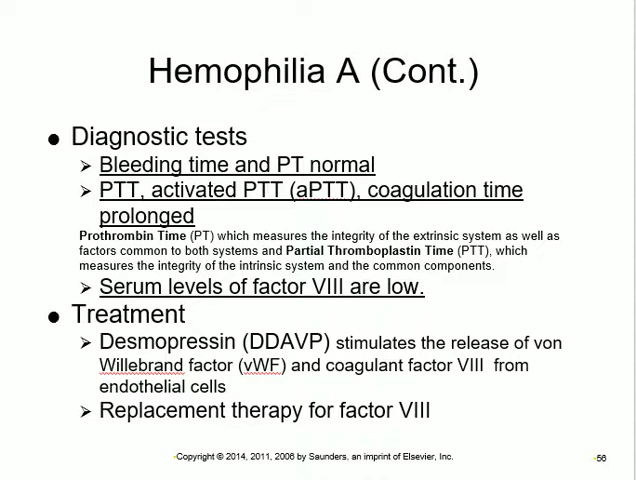 Hemophilia A (Cont.)
● Diagnostic tests
➢ Bleeding time and PT normal
➢ PTT, activated PTT (aPTT), coagulation time
prolonged
Prothrombin Time (PT) which measures the integrity of the extrinsic system as well as
factors common to both systems and Partial Thromboplastin Time (PTT), which
measures the integrity of the intrinsic system and the common components.
➢ Serum levels of factor VIII are low.
● Treatment
➢ Desmopressin (DDAVP) stimulates the release of von
Willebrand factor (vWF) and coagulant factor VIII from
endothelial cells
➢ Replacement therapy for factor VIII
•Copyright © 2014, 2011, 2006 by Saunders, an imprint of Elsevier, Inc.
•56